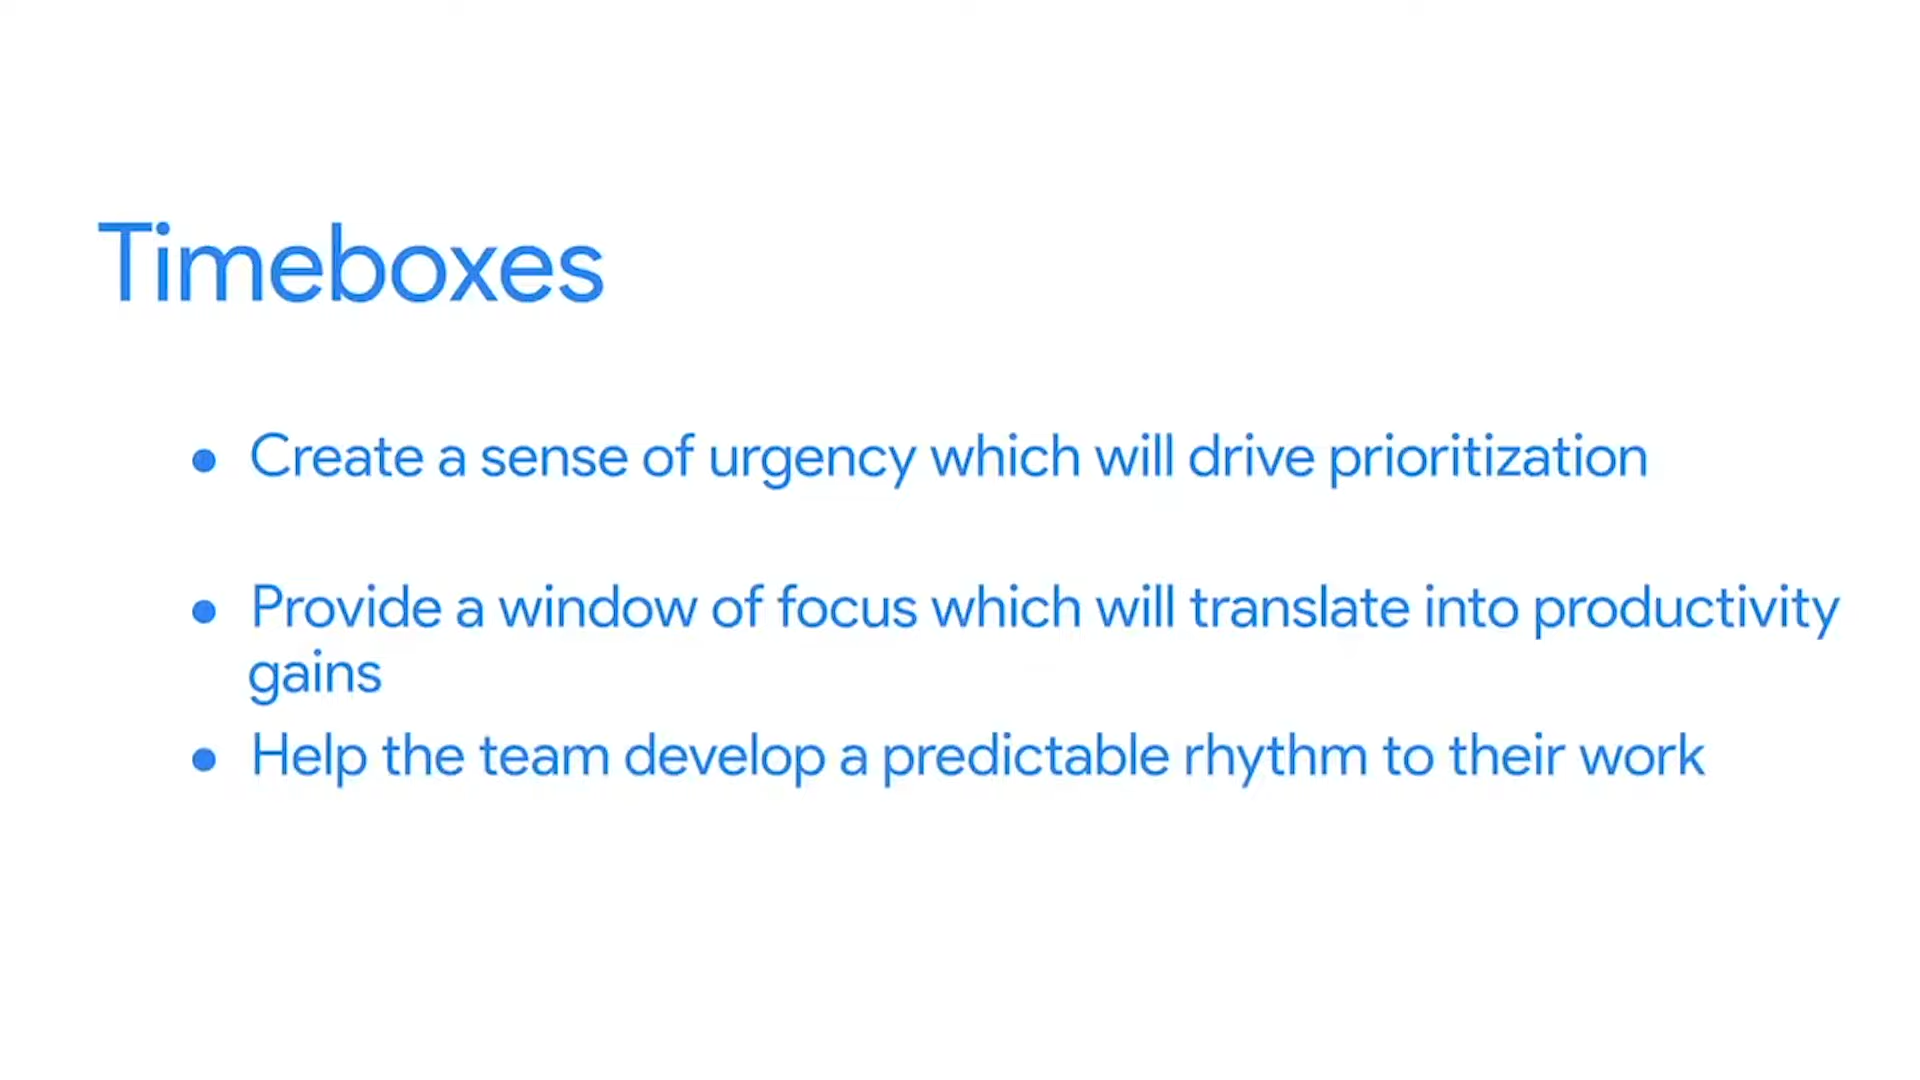 Timeboxes
● Create a sense of urgency which will drive prioritization
● Provide a window of focus which will translate into productivity
gains
● Help the team develop a predictable rhythm to their work